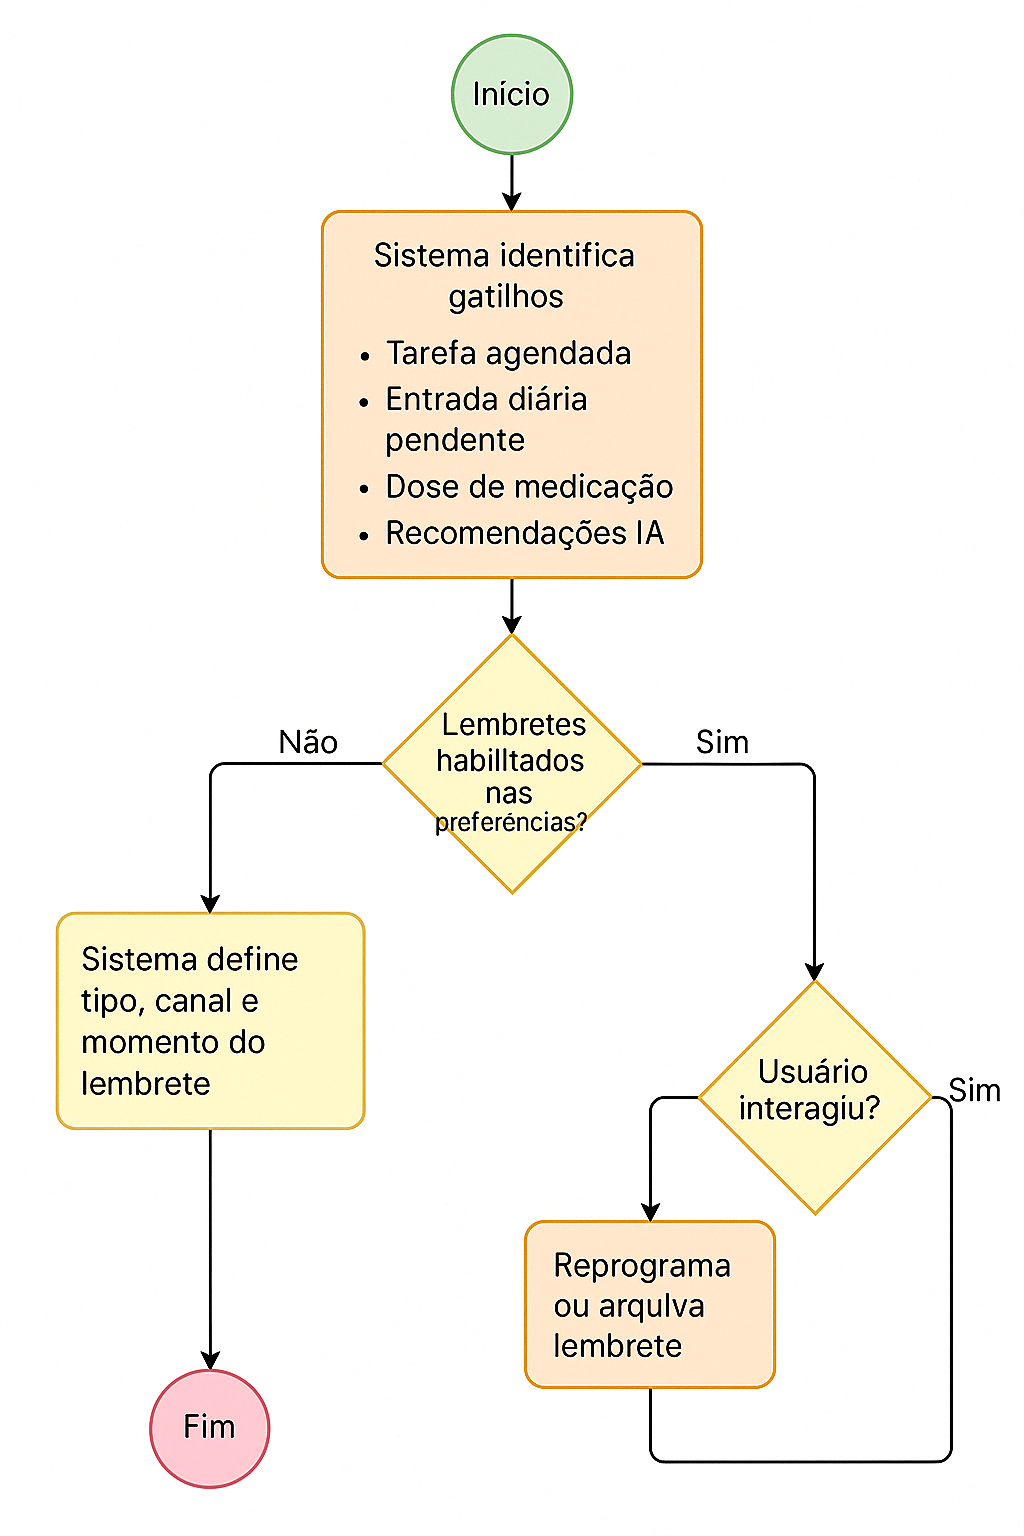 Início
Sistema identifica
gatilhos
• Tarefa agendada
• Entrada diária
pendente
• Dose de medicação
• Recomendações IA
Lembretes
habilltados
nas
preferéncias?
Não
Sim
Sistema define
tipo, canal e
momento do
lembrete
Usuário
interagiu?
Sim
Reprograma
ou arqulva
lembrete
Fim